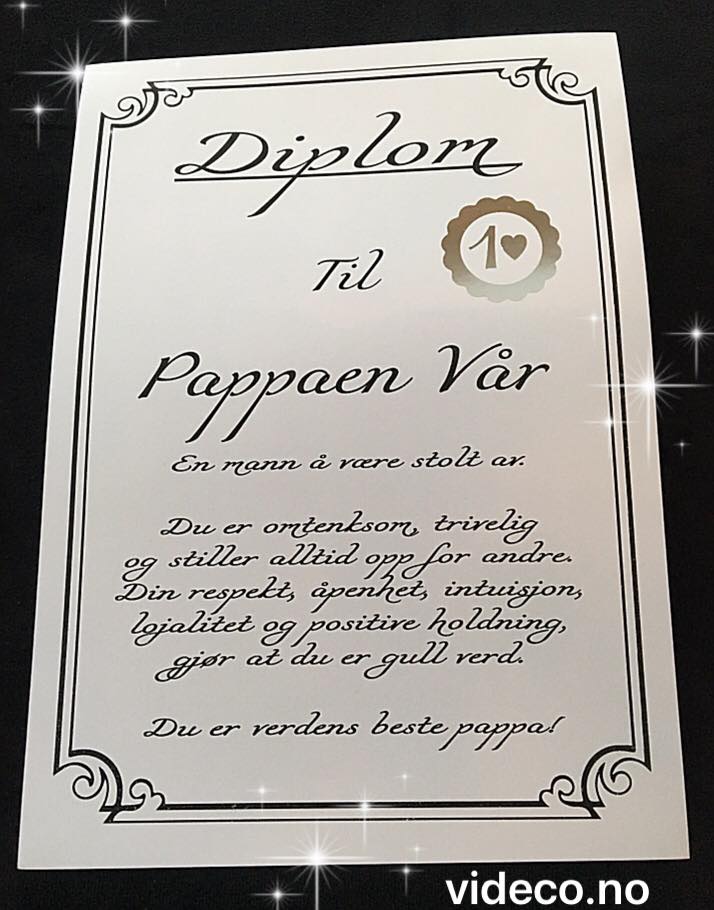 Diplom
Til
1♥
Pappaen Vår
En mann å være stolt av.
Du er omtenksom, trivelig
og stiller alltid opp for andre.
Din respekt, åpenhet, intuisjon,
lojalitet og positive holdning,
gjør at du er gull verd.
Du er verdens beste pappa!
videco.no